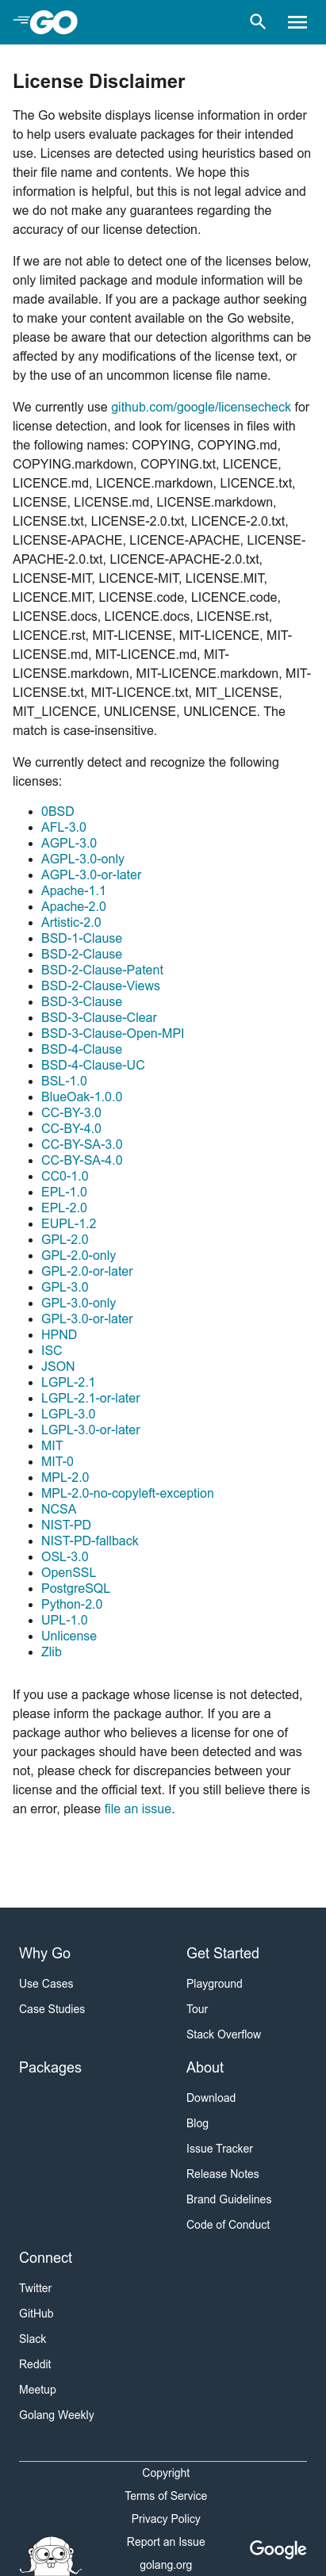 GO
License Disclaimer
The Go website displays license information in order
to help users evaluate packages for their intended
use. Licenses are detected using heuristics based on
their file name and contents. We hope this
information is helpful, but this is not legal advice and
we do not make any guarantees regarding the
accuracy of our license detection.
If we are not able to detect one of the licenses below,
only limited package and module information will be
made available. If you are a package author seeking
to make your content available on the Go website,
please be aware that our detection algorithms can be
affected by any modifications of the license text, or
by the use of an uncommon license file name.
We currently use github.com/google/licensecheck for
license detection, and look for licenses in files with
the following names: COPYING, COPYING.md,
COPYING.markdown, COPYING.txt, LICENCE,
LICENCE.md, LICENCE.markdown, LICENCE.txt,
LICENSE, LICENSE.md, LICENSE.markdown,
LICENSE.txt, LICENSE-2.0.txt, LICENCE-2.0.txt,
LICENSE-APACHE, LICENCE-APACHE, LICENSE-
APACHE-2.0.txt, LICENCE-APACHE-2.0.txt,
LICENSE-MIT, LICENCE-MIT, LICENSE.MIT,
LICENCE.MIT, LICENSE.code, LICENCE.code,
LICENSE.docs, LICENCE.docs, LICENSE.rst,
LICENCE.rst, MIT-LICENSE, MIT-LICENCE, MIT-
LICENSE.md, MIT-LICENCE.md, MIT-
LICENSE.markdown, MIT-LICENCE.markdown, MIT-
LICENSE.txt, MIT-LICENCE.txt, MIT_LICENSE,
MIT_LICENCE, UNLICENSE, UNLICENCE. The
match is case-insensitive.
We currently detect and recognize the following
licenses:
0BSD
AFL-3.0
AGPL-3.0
AGPL-3.0-only
AGPL-3.0-or-later
Apache-1.1
Apache-2.0
Artistic-2.0
BSD-1-Clause
BSD-2-Clause
BSD-2-Clause-Patent
BSD-2-Clause-Views
BSD-3-Clause
BSD-3-Clause-Clear
BSD-3-Clause-Open-MPI
BSD-4-Clause
BSD-4-Clause-UC
BSL-1.0
BlueOak-1.0.0
CC-BY-3.0
CC-BY-4.0
CC-BY-SA-3.0
CC-BY-SA-4.0
CC0-1.0
EPL-1.0
EPL-2.0
EUPL-1.2
GPL-2.0
GPL-2.0-only
GPL-2.0-or-later
GPL-3.0
GPL-3.0-only
GPL-3.0-or-later
HPND
ISC
JSON
LGPL-2.1
LGPL-2.1-or-later
LGPL-3.0
LGPL-3.0-or-later
MIT
MIT-0
MPL-2.0
MPL-2.0-no-copyleft-exception
NCSA
NIST-PD
NIST-PD-fallback
OSL-3.0
OpenSSL
PostgreSQL
Python-2.0
UPL-1.0
Unlicense
Zlib
If you use a package whose license is not detected,
please inform the package author. If you are a
package author who believes a license for one of
your packages should have been detected and was
not, please check for discrepancies between your
license and the official text. If you still believe there is
an error, please file an issue.
Why Go
Use Cases
Case Studies
Get Started
Playground
Tour
Stack Overflow
Packages
About
Download
Blog
Issue Tracker
Release Notes
Brand Guidelines
Code of Conduct
Connect
Twitter
GitHub
Slack
Reddit
Meetup
Golang Weekly
Copyright
Terms of Service
Privacy Policy
Report an Issue
golang.org
Google